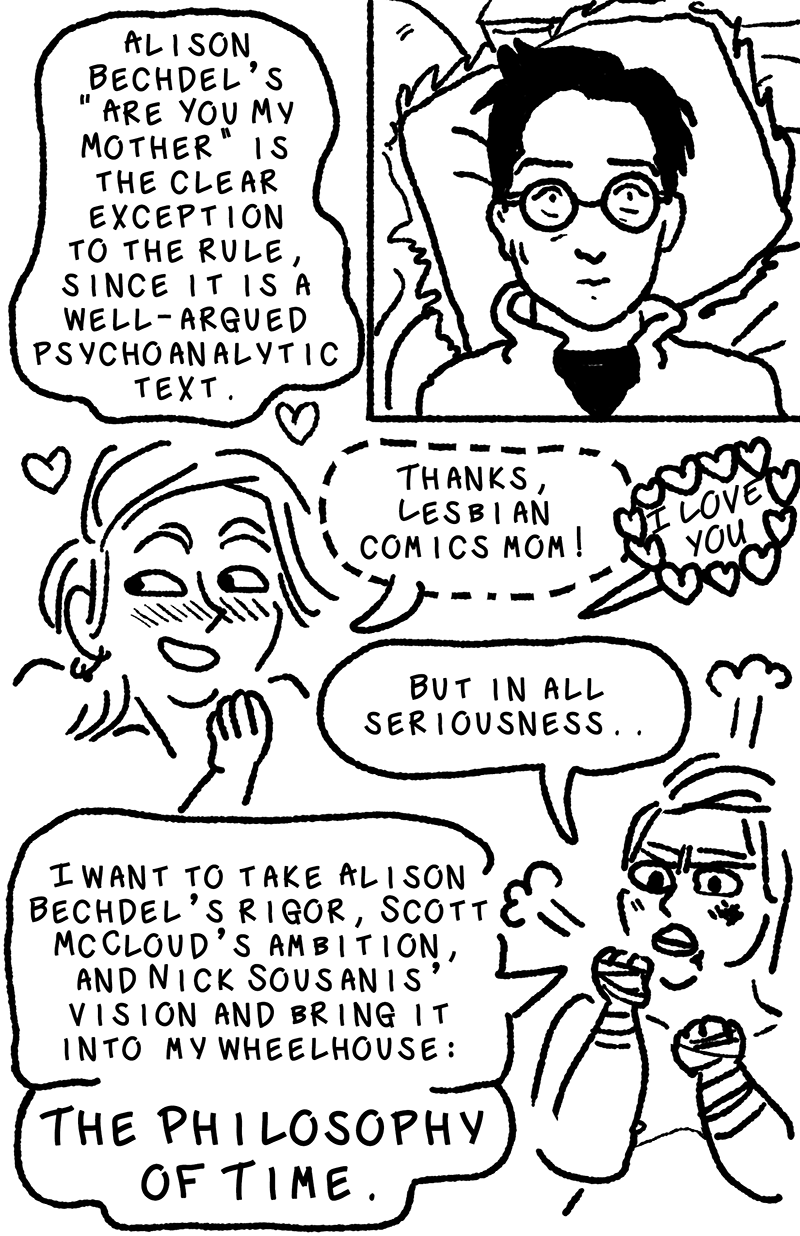 ALISON
BECHDEL'S
"ARE YOU MY
MOTHER" IS
THE CLEAR
EXCEPTION
TO THE RULE,
SINCE IT IS A
WELL-ARGUED
PSYCHOANALYTIC
TEXT.
THANKS,
LESBIAN
COMICS MOM!
I LOVE
YOU
BUT IN ALL
SERIOUSNESS..
I WANT TO TAKE ALISON
BECHDEL'S RIGOR, SCOTT
MCCLOUD'S AMBITION,
AND NICK SOUSANIS'
VISION AND BRING IT
INTO MY WHEELHOUSE:
THE PHILOSOPHY
OF TIME.